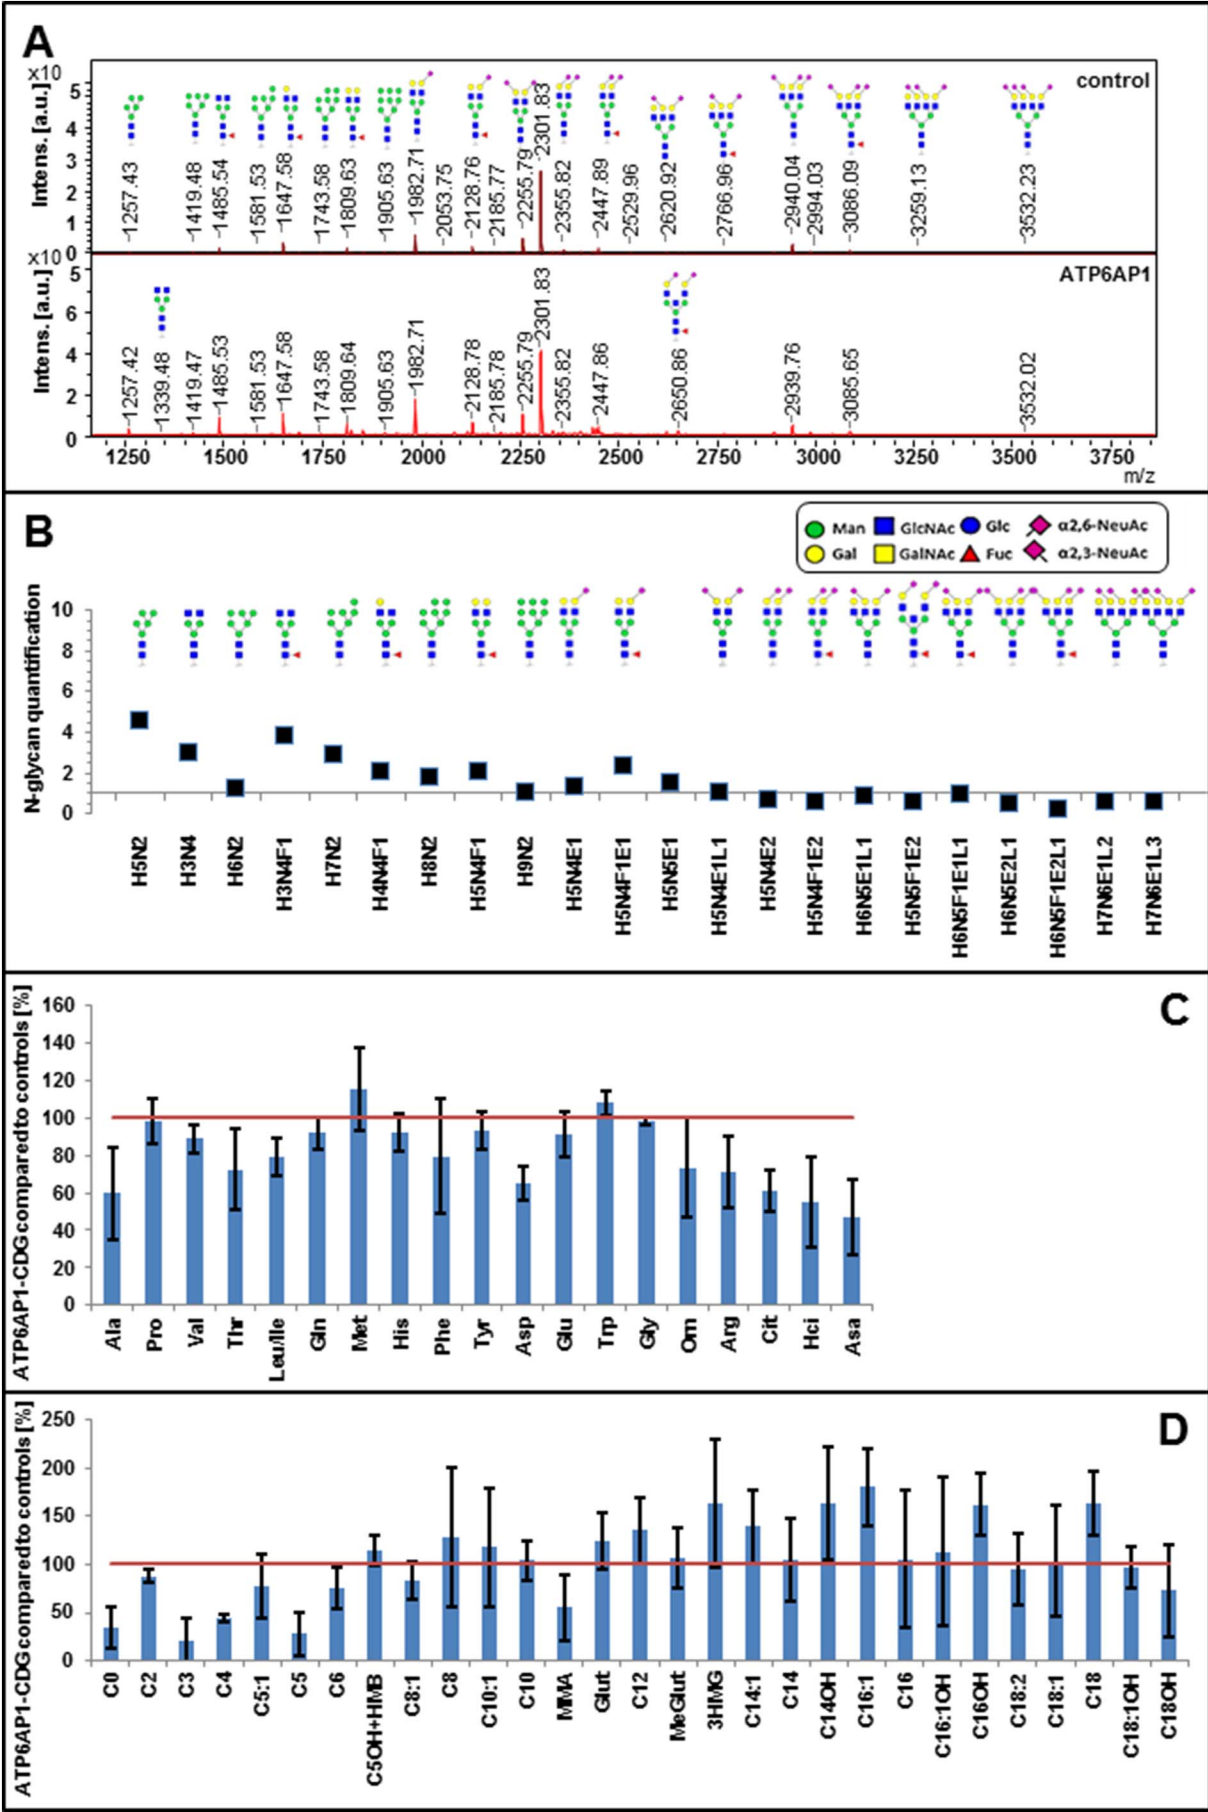 A
×10
control
Intens. [a.u.]
5
4
3
2
1
0
1257.43
1419.48
1485.54
1581.53
1647.58
1743.58
1809.63
1905.63
1982.71
2053.75
2128.76
2185.77
2255.79
2301.83
2355.82
2447.89
2529.96
2620.92
2766.96
2940.04
2994.03
3086.09
3259.13
3532.23
×10
ATP6AP1
Intens. [a.u.]
5
6
4
2
0
1257.42
1339.48
1419.47
1485.53
1581.53
1647.58
1743.58
1809.64
1905.63
1982.71
2128.78
2185.78
2255.79
2301.83
2355.82
2447.86
2650.86
2939.76
3085.65
3532.02
1250 1500 1750 2000 2250 2500 2750 3000 3250 3500 3750
m/z
B
Man GlcNAc Glc α2,6-NeuAc
Gal GalNAc Fuc α2,3-NeuAc
N-glycan quantification
10
8
6
4
2
0
H5N2
H3N4
H6N2
H3N4F1
H7N2
H4N4F1
H8N2
H5N4F1
H9N2
H5N4E1
H5N4F1E1
H5N5E1
H5N4E1L1
H5N4E2
H5N4F1E2
H6N5E1L1
H5N5F1E2
H6N5F1E1L1
H6N5E2L1
H6N5F1E2L1
H7N6E1L2
H7N6E1L3
C
ATP6AP1-CDG compared to controls [%]
160
140
120
100
80
60
40
20
0
Ala
Pro
Val
Thr
Leu/Ile
Gln
Met
His
Phe
Tyr
Asp
Glu
Trp
Gly
Orn
Arg
Cit
Hci
Asa
D
ATP6AP1-CDG compared to controls [%]
250
200
150
100
50
0
C0
C2
C3
C4
C5:1
C5
C6
C5OH+HMB
C8:1
C8
C10:1
C10
MMA
Glut
C12
MeGlut
3HMG
C14:1
C14
C14OH
C16:1
C16
C16:1OH
C16OH
C18:2
C18:1
C18
C18:1OH
C18OH